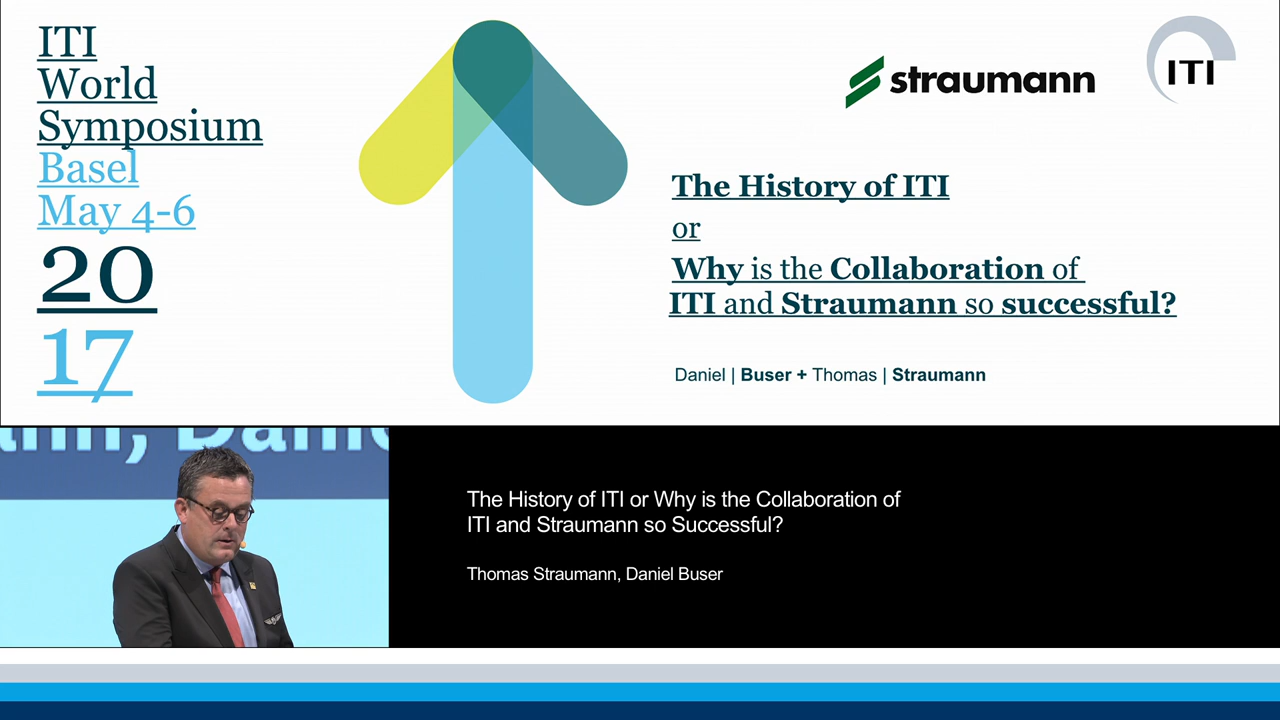 ITI
World
Symposium
Basel
May 4-6
20
17
straumann
ITI
The History of ITI
or
Why is the Collaboration of
ITI and Straumann so successful?
Daniel | Buser + Thomas | Straumann
The History of ITI or Why is the Collaboration of
ITI and Straumann so Successful?
Thomas Straumann, Daniel Buser